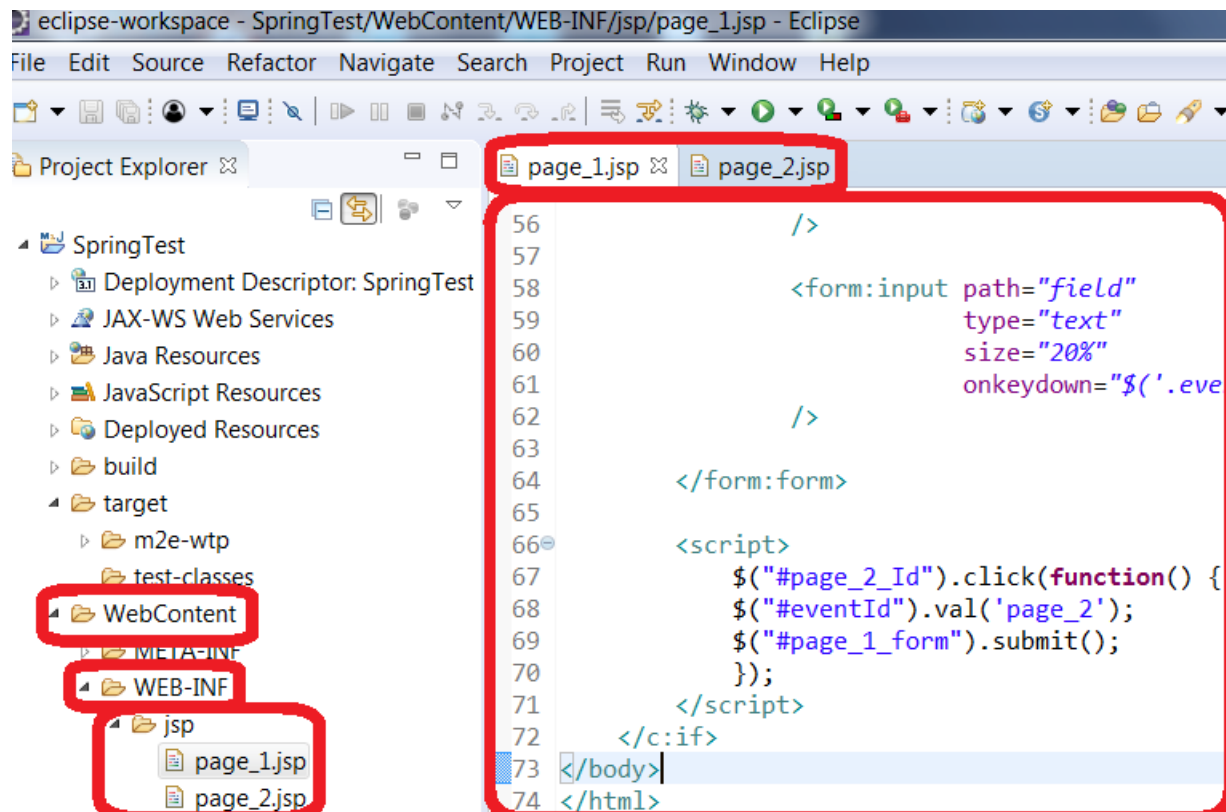 eclipse-workspace - SpringTest/WebContent/WEB-INF/jsp/page_1.jsp - Eclipse
File Edit Source Refactor Navigate Search Project Run Window Help
Project Explorer
SpringTest
Deployment Descriptor: SpringTest
JAX-WS Web Services
Java Resources
JavaScript Resources
Deployed Resources
build
target
m2e-wtp
test-classes
WebContent
META-INF
WEB-INF
jsp
page_1.jsp
page_2.jsp
page_1.jsp page_2.jsp
56 />
57
58 <form:input path="field"
59 type="text"
60 size="20%"
61 onkeydown="$('.eve
62 />
63
64 </form:form>
65
66 <script>
67 $("#page_2_Id").click(function() {
68 $("#eventId").val('page_2');
69 $("#page_1_form").submit();
70 });
71 </script>
72 </c:if>
73 </body>
74 </html>